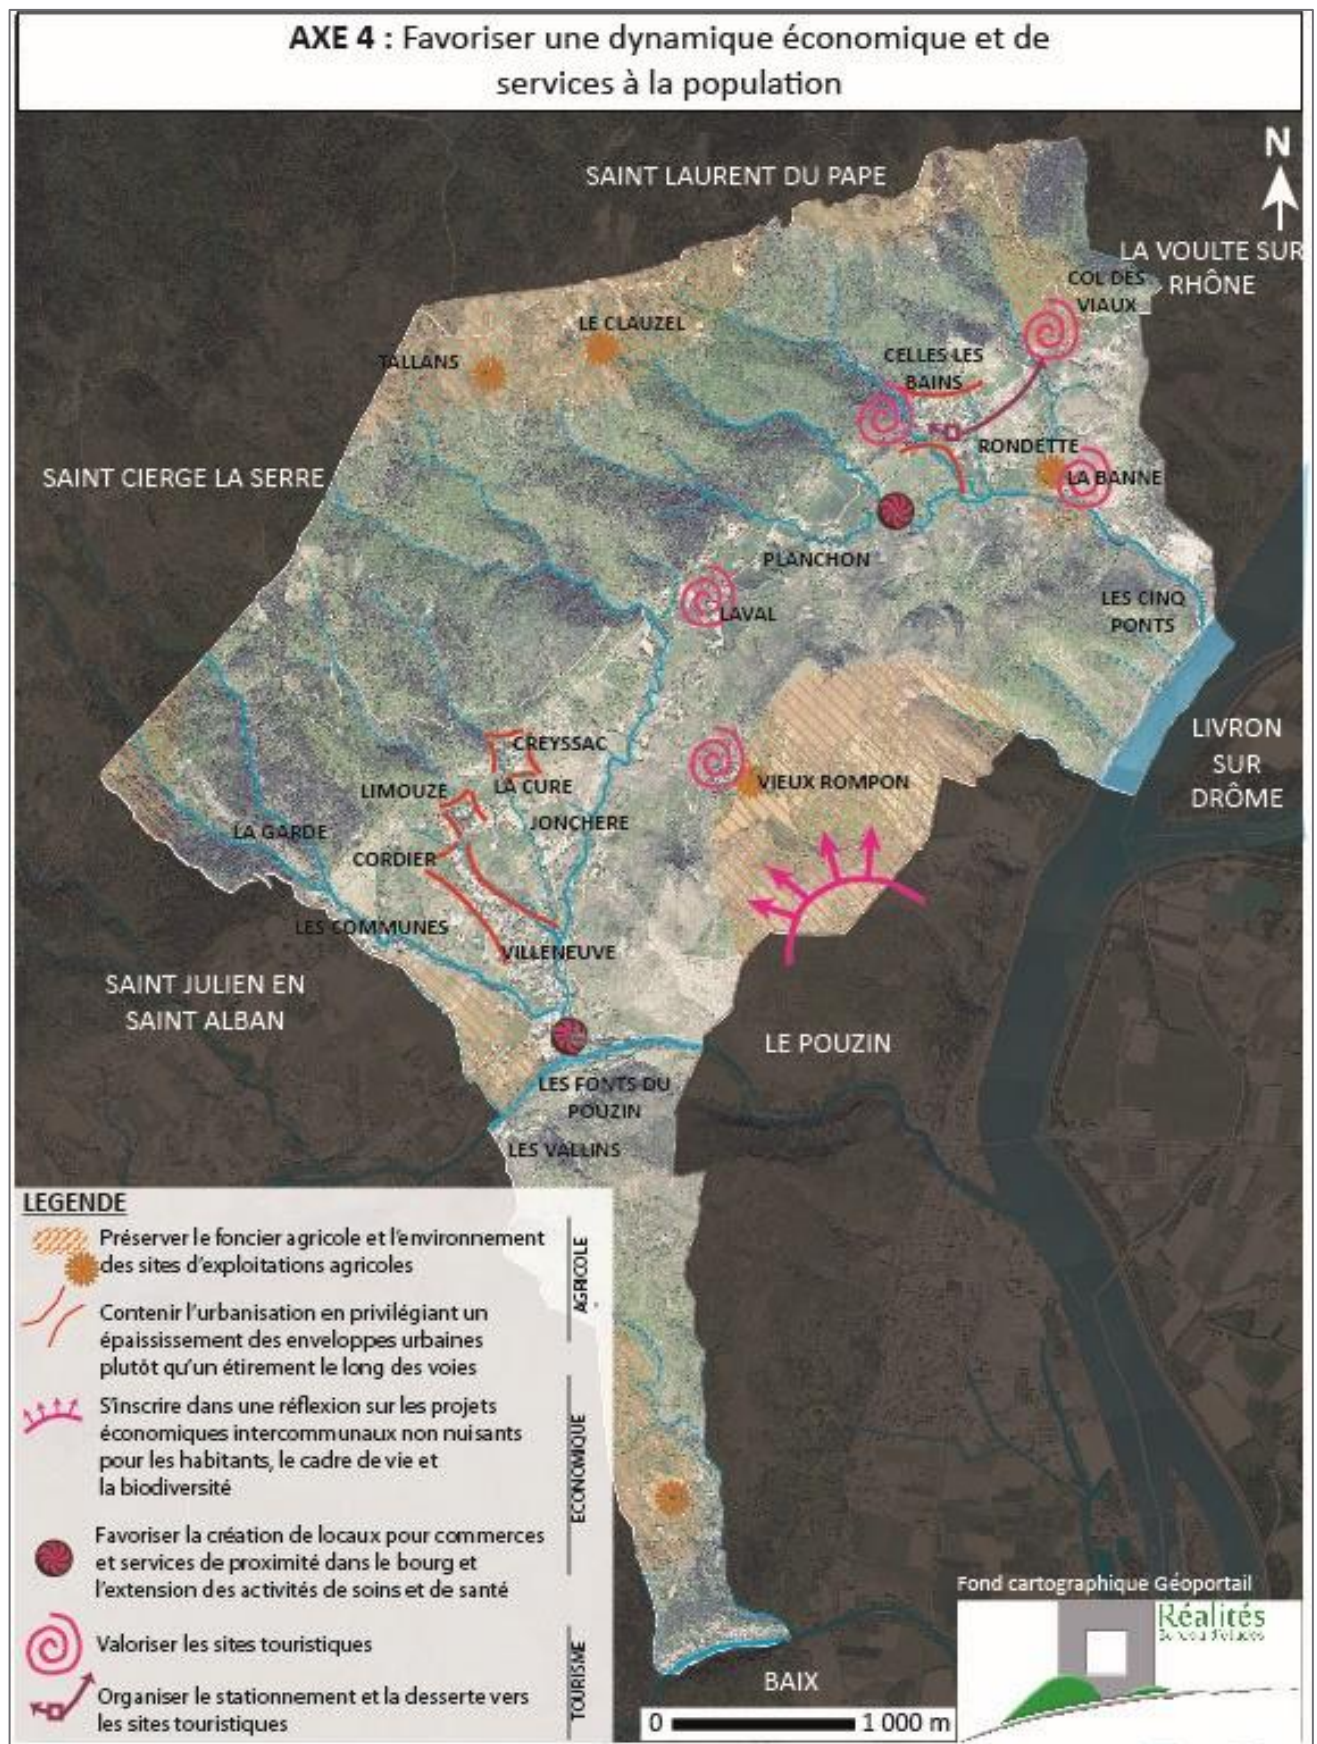 AXE 4 : Favoriser une dynamique économique et de
services à la population
N
SAINT LAURENT DU PAPE
LA VOULTE SUR
RHÔNE
COL DES
VIAUX
LE CLAUZEL
TALLANS
CELLES LES
BAINS
RONDETTE
LA BANNE
SAINT CIERGE LA SERRE
PLANCHON
LAVAL
LES CINQ
PONTS
LIVRON
SUR
DRÔME
CREYSSAC
LA CURE
LIMOUZE
VIEUX ROMPON
JONCHERE
LA GARDE
CORDIER
LES COMMUNES
VILLENEUVE
SAINT JULIEN EN
SAINT ALBAN
LE POUZIN
LES FONTS DU
POUZIN
LES VALLINS
LEGENDE
Préserver le foncier agricole et l'environnement
des sites d'exploitations agricoles
AGRICOLE
Contenir l'urbanisation en privilégiant un
épaississement des enveloppes urbaines
plutôt qu'un étirement le long des voies
S'inscrire dans une réflexion sur les projets
économiques intercommunaux non nuisants
pour les habitants, le cadre de vie et
la biodiversité
ECONOMIQUE
Favoriser la création de locaux pour commerces
et services de proximité dans le bourg et
l'extension des activités de soins et de santé
Valoriser les sites touristiques
Organiser le stationnement et la desserte vers
les sites touristiques
TOURISME
Fond cartographique Géoportail
Réalités
Bureau d'études
BAIX
0 1 000 m